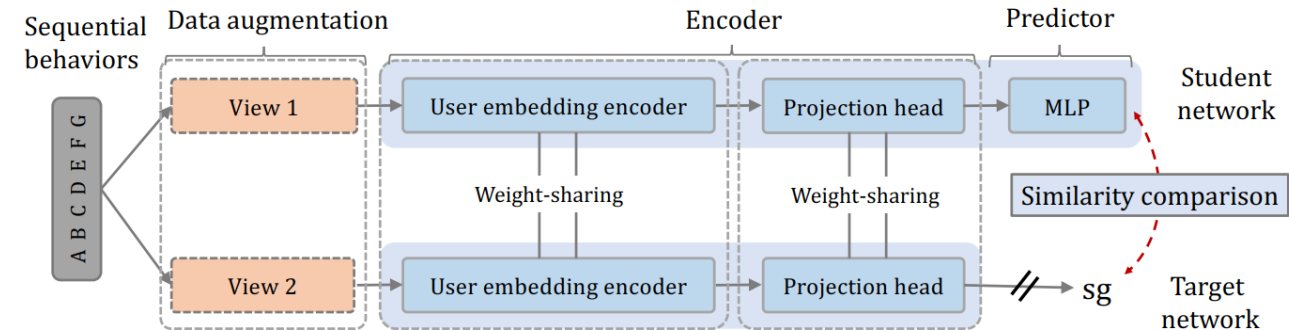 Sequential
behaviors
Data augmentation
Encoder
Predictor
A B C D E F G
View 1
User embedding encoder
Projection head
MLP
Student
network
Weight-sharing
Weight-sharing
Similarity comparison
View 2
User embedding encoder
Projection head
sg
Target
network